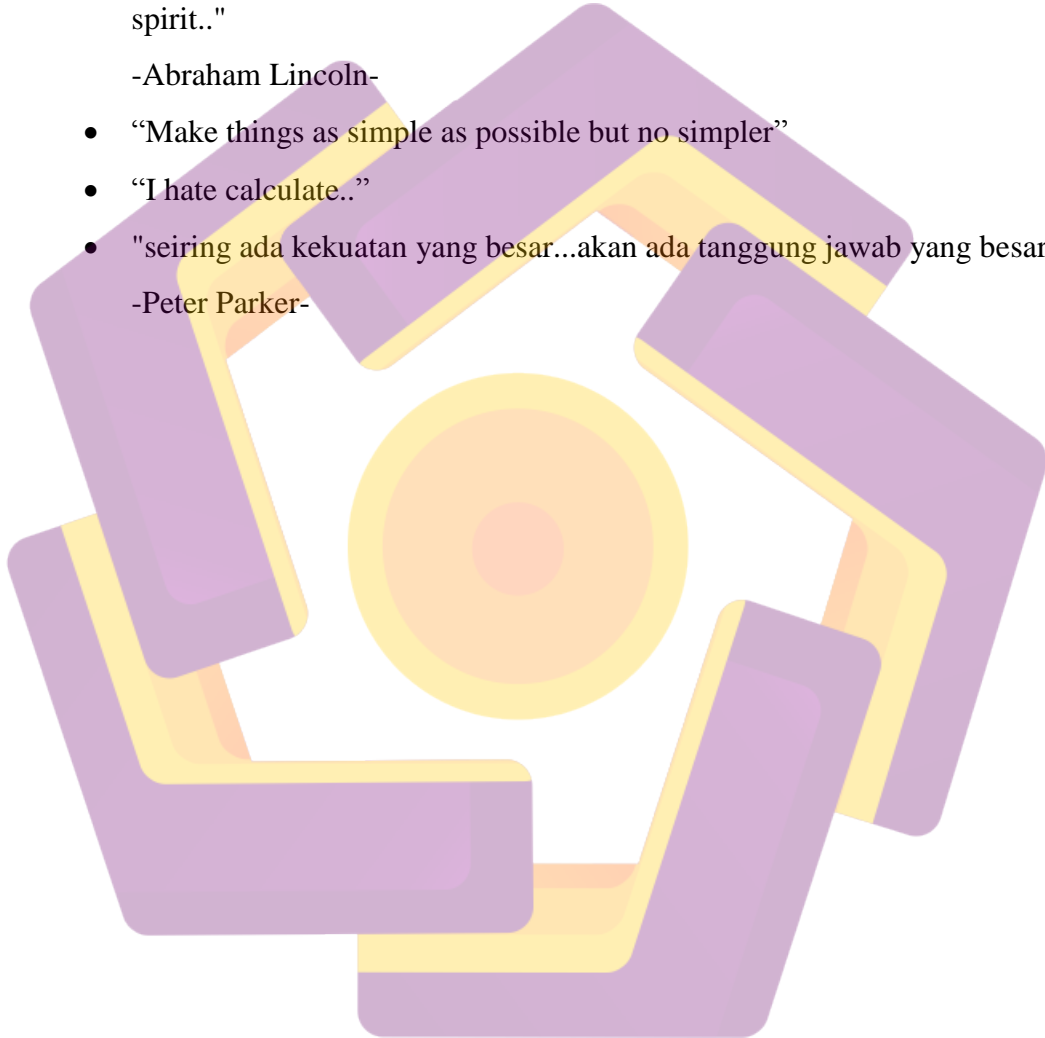 spirit.."
-Abraham Lincoln-
• “Make things as simple as possible but no simpler”
• “I hate calculate..”
• "seiring ada kekuatan yang besar...akan ada tanggung jawab yang besar
-Peter Parker-